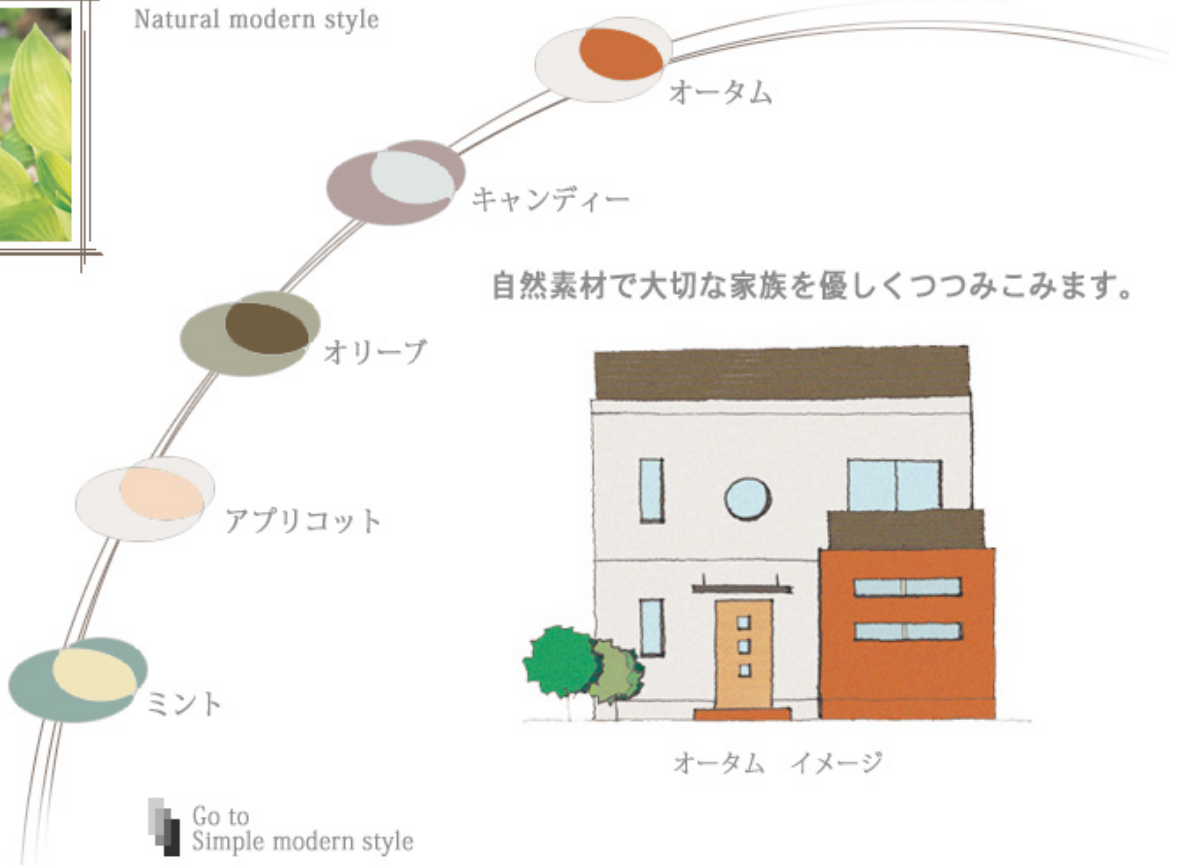 Natural modern style
オータム
キャンディー
自然素材で大切な家族を優しくつつみこみます。
オリーブ
アプリコット
ミント
オータム　イメージ
Go to
Simple modern style